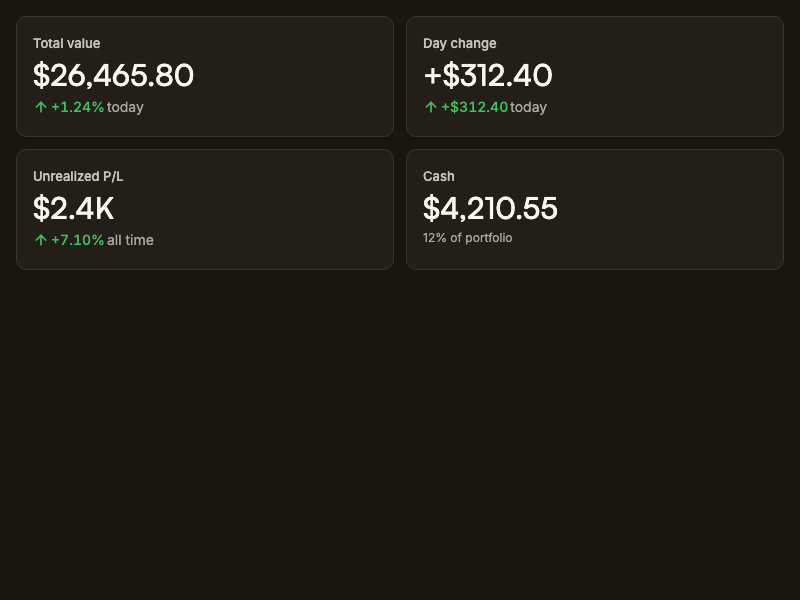 Total value
$26,465.80
↑ +1.24% today
Day change
+$312.40
↑ +$312.40 today
Unrealized P/L
$2.4K
↑ +7.10% all time
Cash
$4,210.55
12% of portfolio